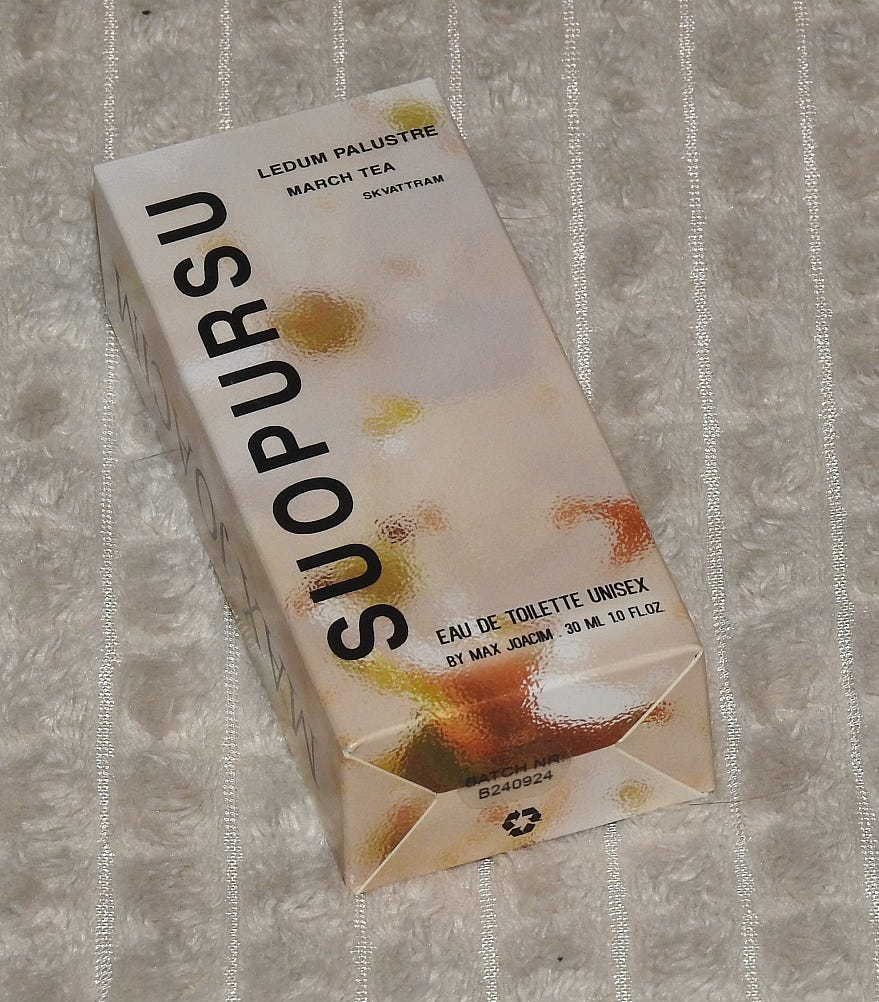 LEDUM PALUSTRE
MARCH TEA
SKVATTRAM
SUOPURSU
EAU DE TOILETTE UNISEX
BY MAX JOACIM 30 ML 1.0 FL.OZ.
BATCH NR:
B240924